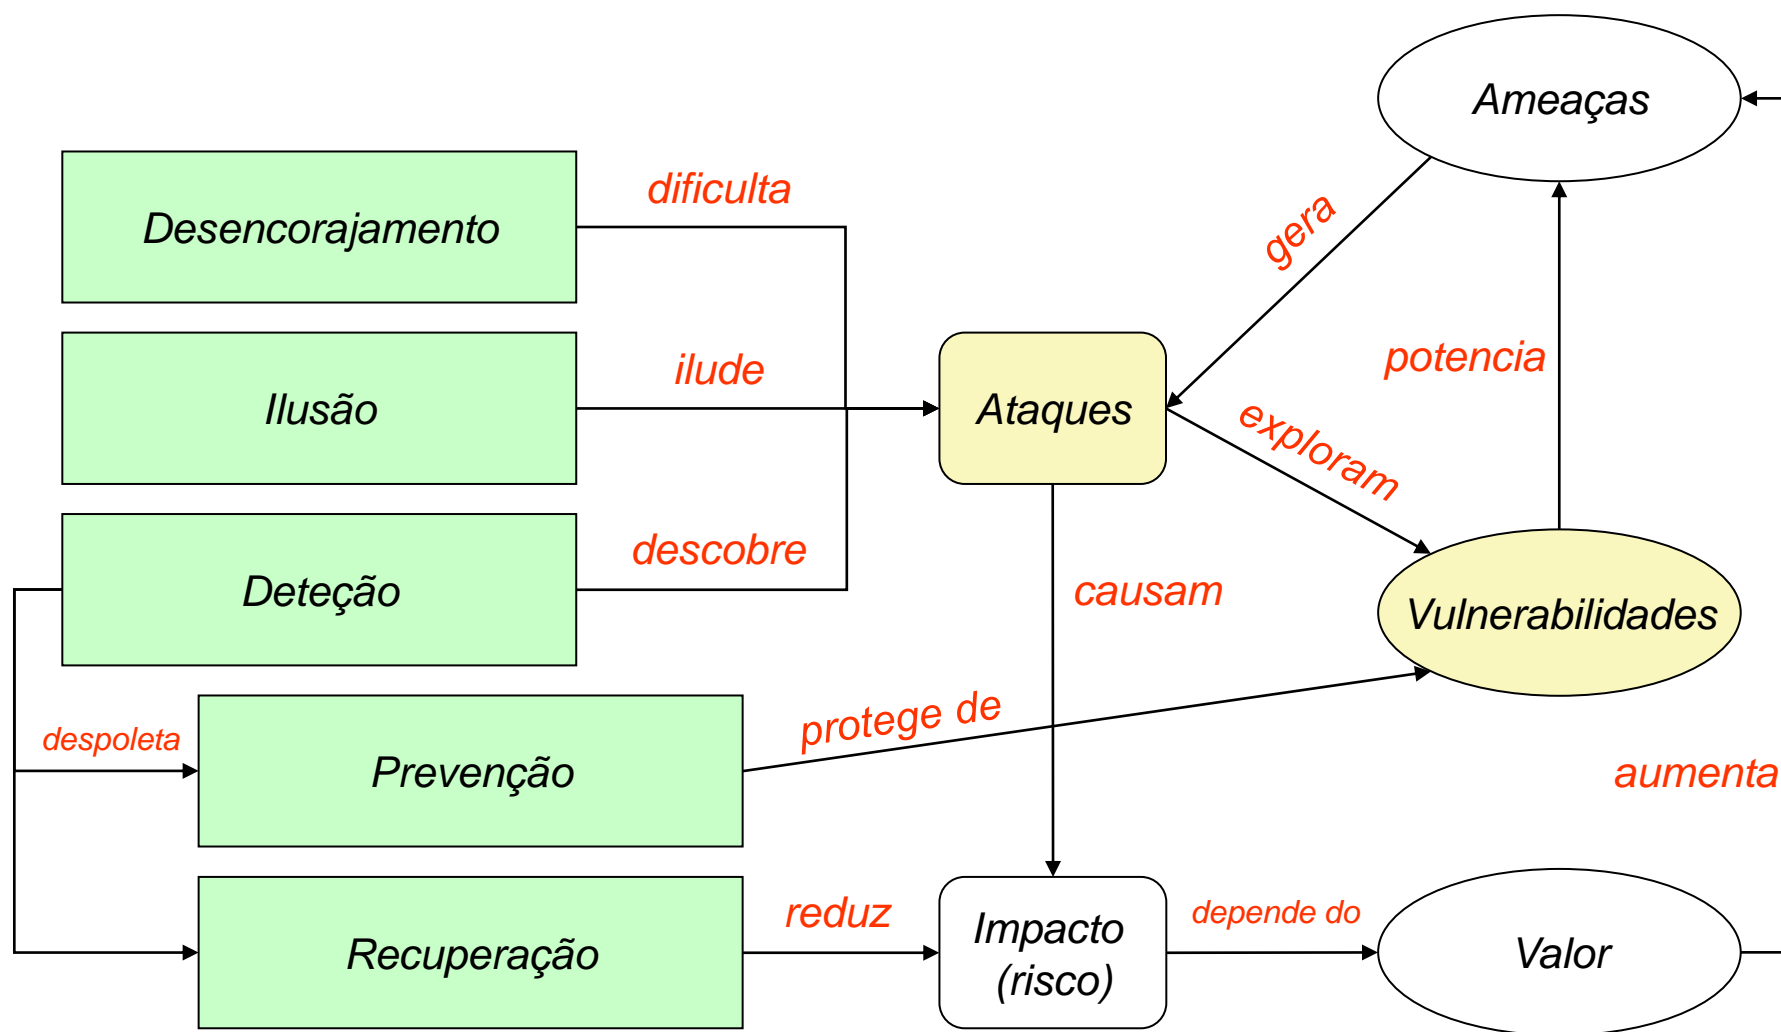 Ameaças
dificulta
Desencorajamento
gera
ilude
potencia
Ilusão
Ataques
exploram
descobre
Deteção
causam
Vulnerabilidades
protege de
despoleta
Prevenção
aumenta
reduz
depende do
Impacto
(risco)
Recuperação
Valor